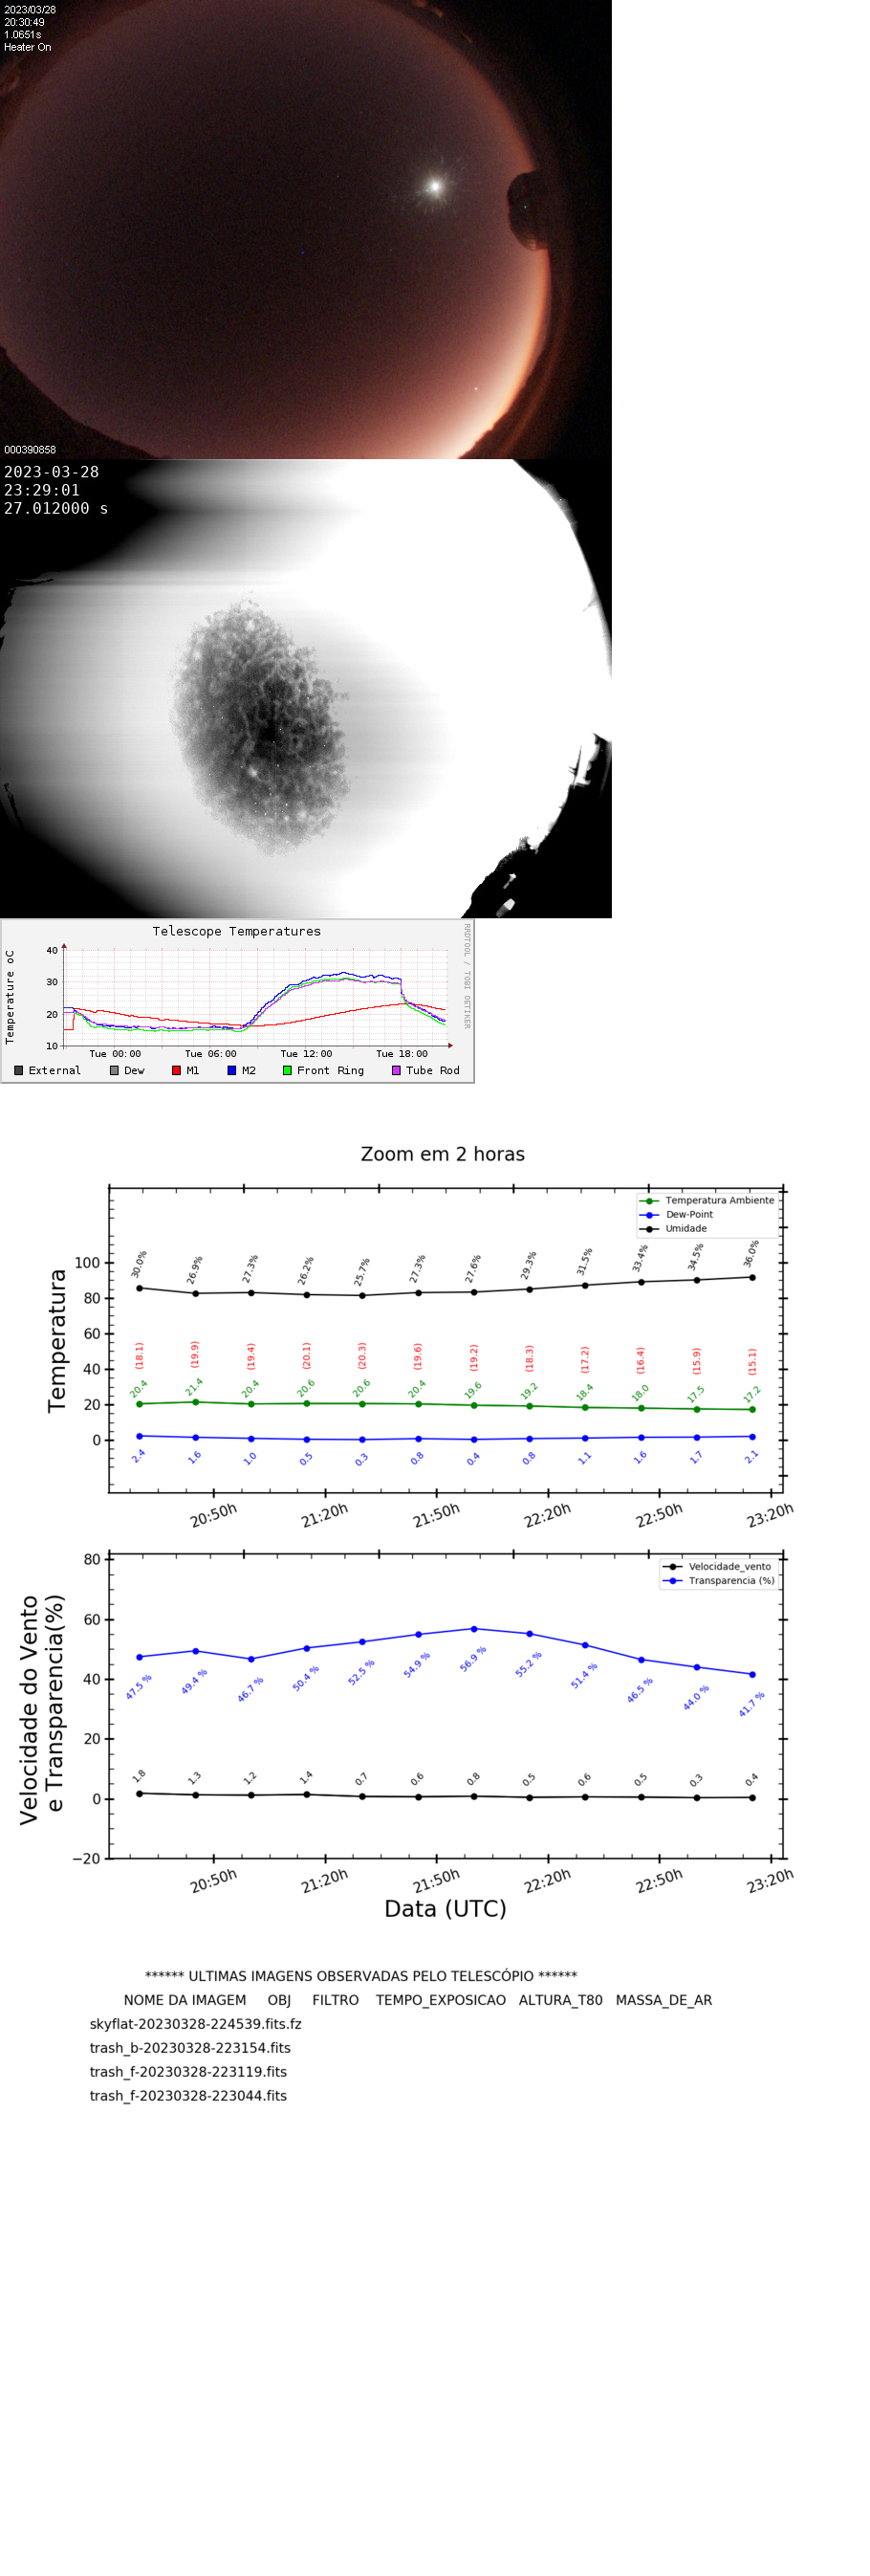 2023/03/28
20:30:49
1.0651s
Heater On
000390858
2023-03-28
23:29:01
27.012000 s
Telescope Temperatures
RRDTOOL / TOBI OETIKER
Temperature oC
40
30
20
10
Tue 00:00 Tue 06:00 Tue 12:00 Tue 18:00
External Dew M1 M2 Front Ring Tube Rod
Zoom em 2 horas
Temperatura Ambiente
Dew-Point
Umidade
Temperatura
100
80
60
40
20
0
30.0% 26.9% 27.3% 26.2% 25.7% 27.3% 27.6% 29.3% 31.5% 33.4% 34.5% 36.0%
(18.1) (19.9) (19.4) (20.1) (20.3) (19.6) (19.2) (18.3) (17.2) (16.4) (15.9) (15.1)
20.4 21.4 20.4 20.6 20.6 20.4 19.6 19.2 18.4 18.0 17.5 17.2
2.4 1.6 1.0 0.5 0.3 0.8 0.4 0.8 1.1 1.6 1.7 2.1
20:50h 21:20h 21:50h 22:20h 22:50h 23:20h
Velocidade_vento
Transparencia (%)
Velocidade do Vento
e Transparencia(%)
80
60
40
20
0
−20
47.5 % 49.4 % 46.7 % 50.4 % 52.5 % 54.9 % 56.9 % 55.2 % 51.4 % 46.5 % 44.0 % 41.7 %
1.8 1.3 1.2 1.4 0.7 0.6 0.8 0.5 0.6 0.5 0.3 0.4
20:50h 21:20h 21:50h 22:20h 22:50h 23:20h
Data (UTC)
****** ULTIMAS IMAGENS OBSERVADAS PELO TELESCÓPIO ******
NOME DA IMAGEM OBJ FILTRO TEMPO_EXPOSICAO ALTURA_T80 MASSA_DE_AR
skyflat-20230328-224539.fits.fz
trash_b-20230328-223154.fits
trash_f-20230328-223119.fits
trash_f-20230328-223044.fits